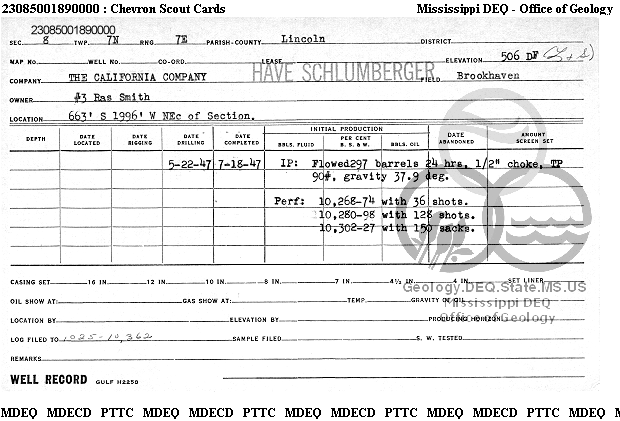 23085001890000 : Chevron Scout Cards Mississippi DEQ - Office of Geology
23085001890000
SEC. 8 TWP. 7N RNG. 7E PARISH-COUNTY Lincoln DISTRICT
MAP NO. WELL NO. CO-ORD. LEASE ELEVATION 506 DF
COMPANY THE CALIFORNIA COMPANY HAVE SCHLUMBERGER FIELD Brookhaven
OWNER #3 Ras Smith
LOCATION 663' S 1996' W NEc of Section.
DEPTH DATE LOCATED DATE RIGGING DATE DRILLING DATE COMPLETED INITIAL PRODUCTION BBLS. FLUID PER CENT B. S. & W. BBLS. OIL DATE ABANDONED AMOUNT SCREEN SET
5-22-47 7-18-47 IP: Flowed297 barrels 24 hrs, 1/2" choke, TP
90#, gravity 37.9 deg.
Perf: 10,268-74 with 36 shots.
10,280-98 with 128 shots.
10,302-27 with 150 sacks.
CASING SET: 16 IN. 12 IN. 10 IN. 8 IN. 7 IN. 4½ IN. 4 IN. SET LINER
Geology.DEQ.State.MS.US
OIL SHOW AT: GAS SHOW AT: TEMP. GRAVITY OF OIL
Mississippi DEQ
LOCATION BY ELEVATION BY PRODUCING HORIZON
Office of Geology
LOG FILED TO 1025-10,362 SAMPLE FILED S. W. TESTED
REMARKS
WELL RECORD GULF H2250
MDEQ MDECD PTTC MDEQ MDECD PTTC MDEQ MDECD PTTC MDEQ MDECD PTTC MDEQ